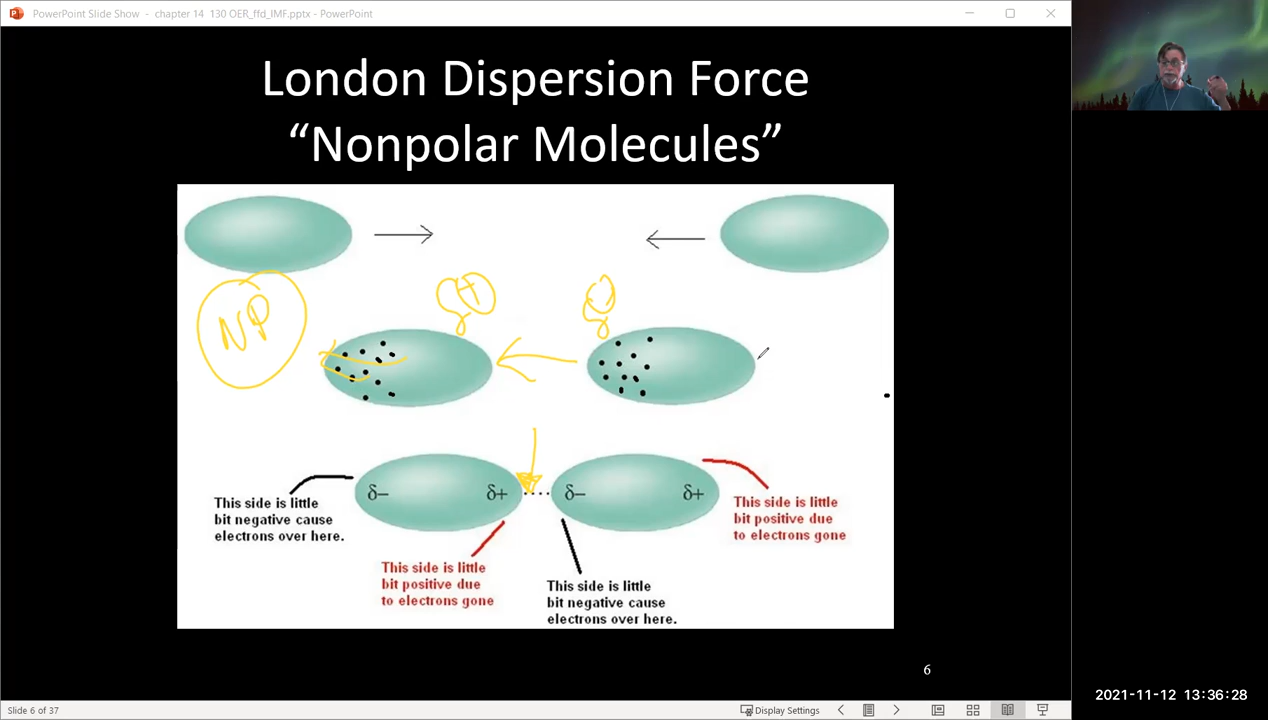 PowerPoint Slide Show - chapter 14 130 OER_ffd_IMF.pptx - PowerPoint
London Dispersion Force
“Nonpolar Molecules”
NP
δ+
δ-
δ− δ+ δ− δ+
This side is little
bit negative cause
electrons over here.
This side is little
bit positive due
to electrons gone
This side is little
bit negative cause
electrons over here.
This side is little
bit positive due
to electrons gone
6
2021-11-12 13:36:28
Slide 6 of 37
Display Settings